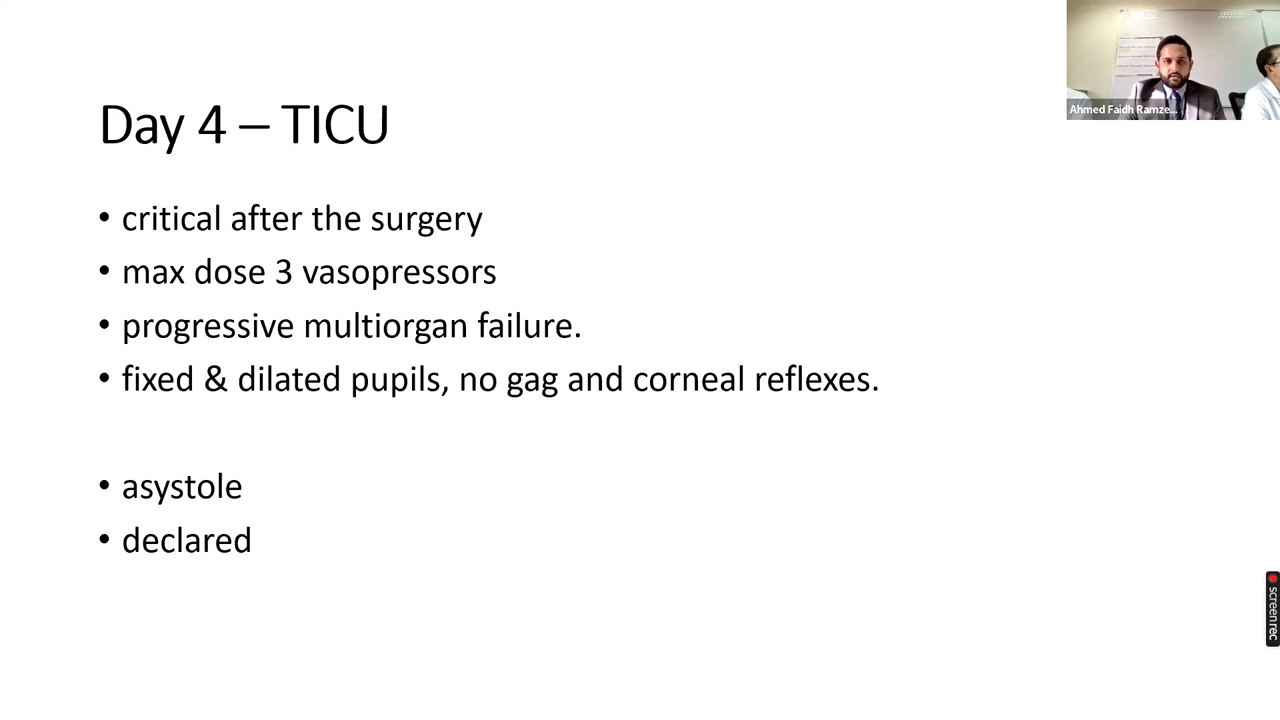 Ahmed Faidh Ramze...
Day 4 – TICU
• critical after the surgery
• max dose 3 vasopressors
• progressive multiorgan failure.
• fixed & dilated pupils, no gag and corneal reflexes.
• asystole
• declared
screenrec